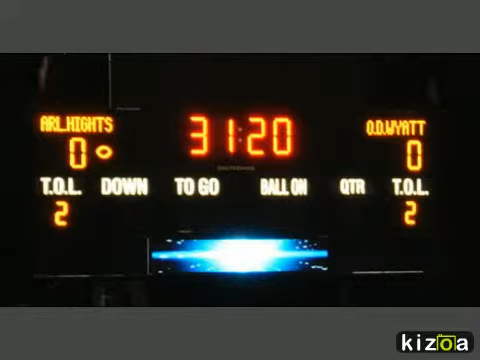 ARL.HIGHTS 31:20 O.D.WYATT
0 0
T.O.L. DOWN TO GO BALL ON QTR T.O.L.
2 2
kizoa